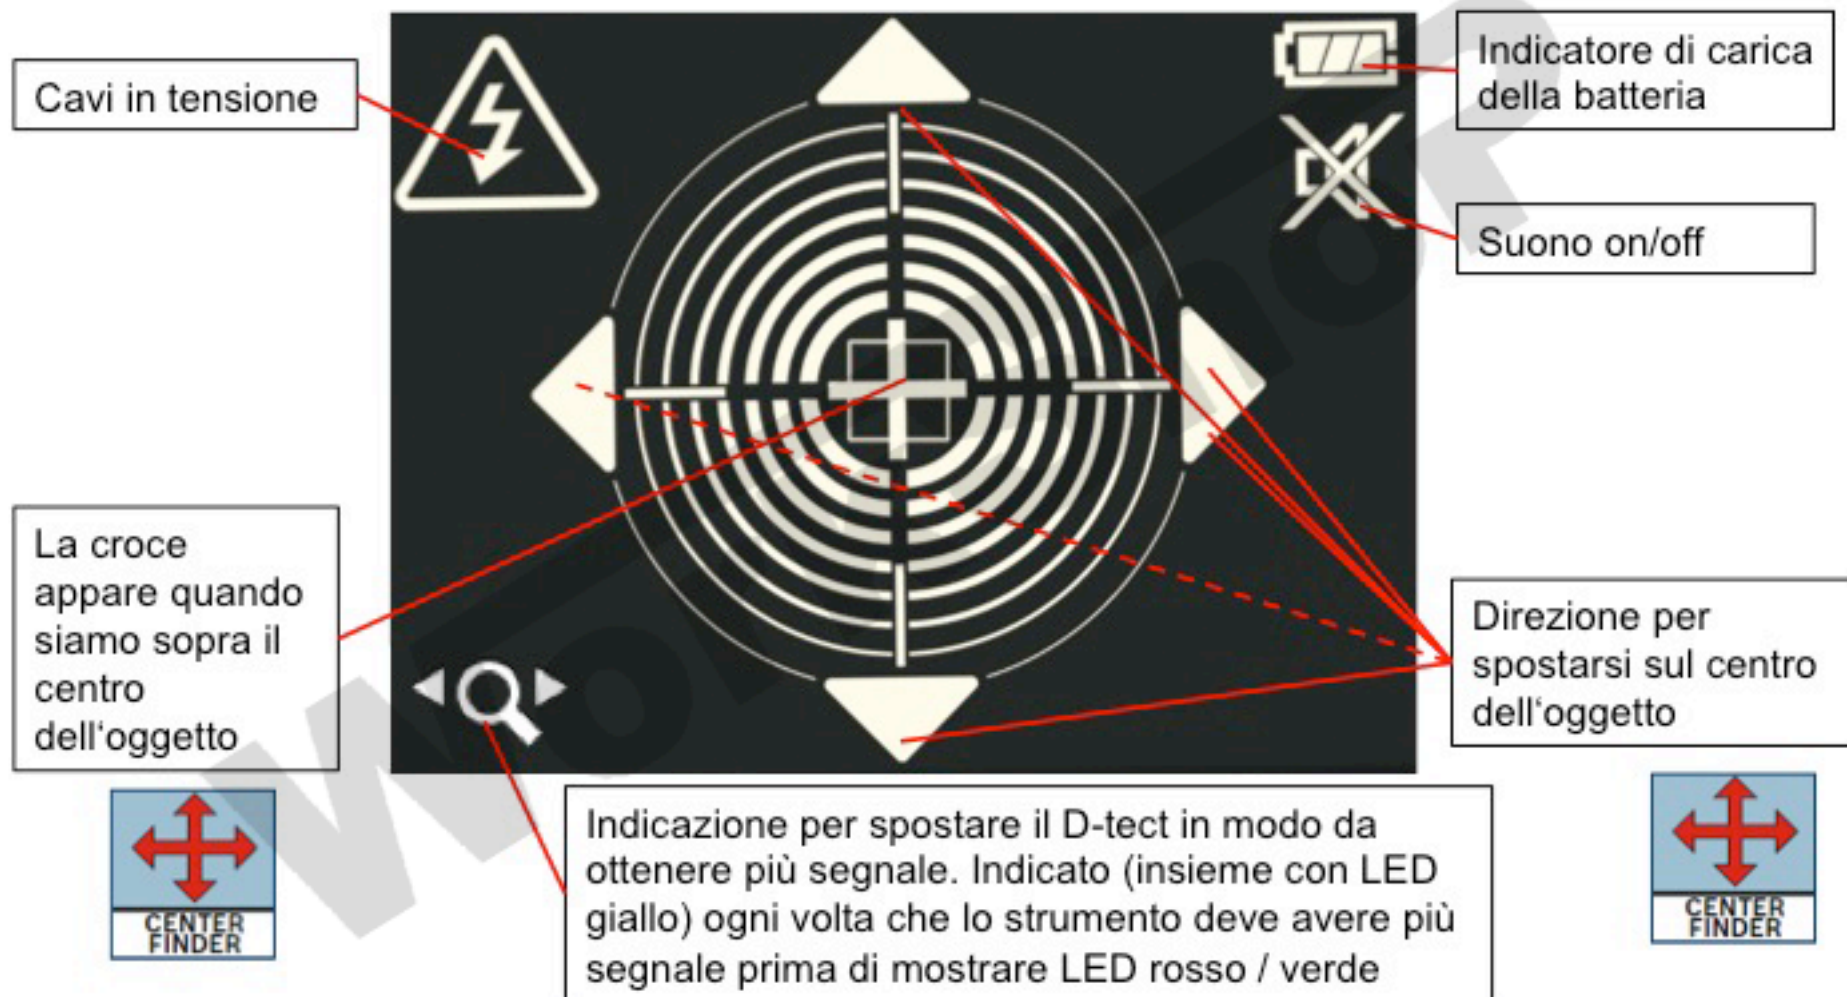 Cavi in tensione
Indicatore di carica
della batteria
Suono on/off
La croce
appare quando
siamo sopra il
centro
dell‘oggetto
Direzione per
spostarsi sul centro
dell‘oggetto
Indicazione per spostare il D-tect in modo da
ottenere più segnale. Indicato (insieme con LED
giallo) ogni volta che lo strumento deve avere più
segnale prima di mostrare LED rosso / verde
CENTER
FINDER
CENTER
FINDER